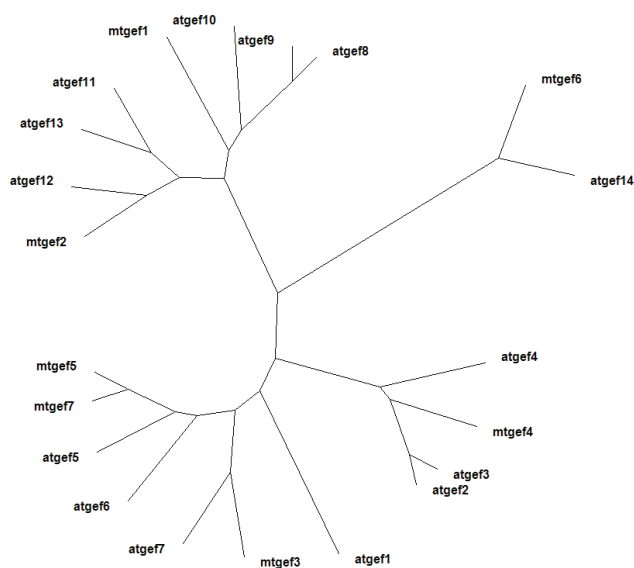 atgef10
mtgef1
atgef9
atgef8
atgef11
mtgef6
atgef13
atgef12
atgef14
mtgef2
atgef4
mtgef5
mtgef7
mtgef4
atgef5
atgef3
atgef2
atgef6
atgef7
mtgef3
atgef1